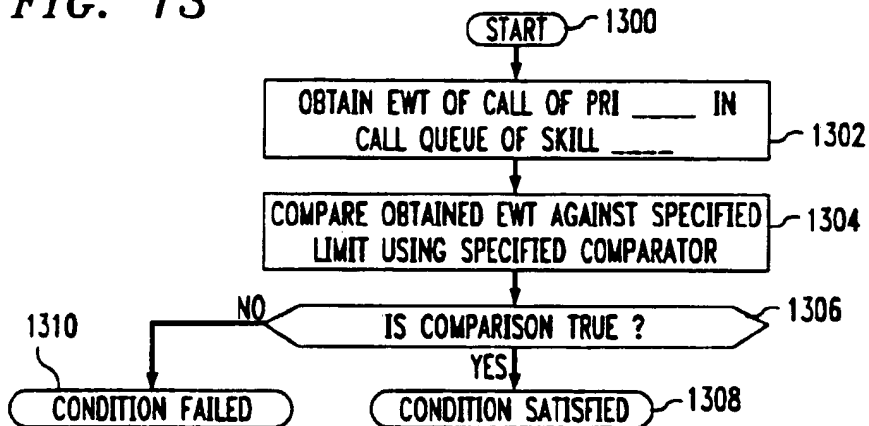 FIG. 13
START 1300
OBTAIN EWT OF CALL OF PRI ____ IN
CALL QUEUE OF SKILL ____
1302
COMPARE OBTAINED EWT AGAINST SPECIFIED
LIMIT USING SPECIFIED COMPARATOR
1304
IS COMPARISON TRUE ?
1306
NO
YES
1310
CONDITION FAILED
CONDITION SATISFIED
1308